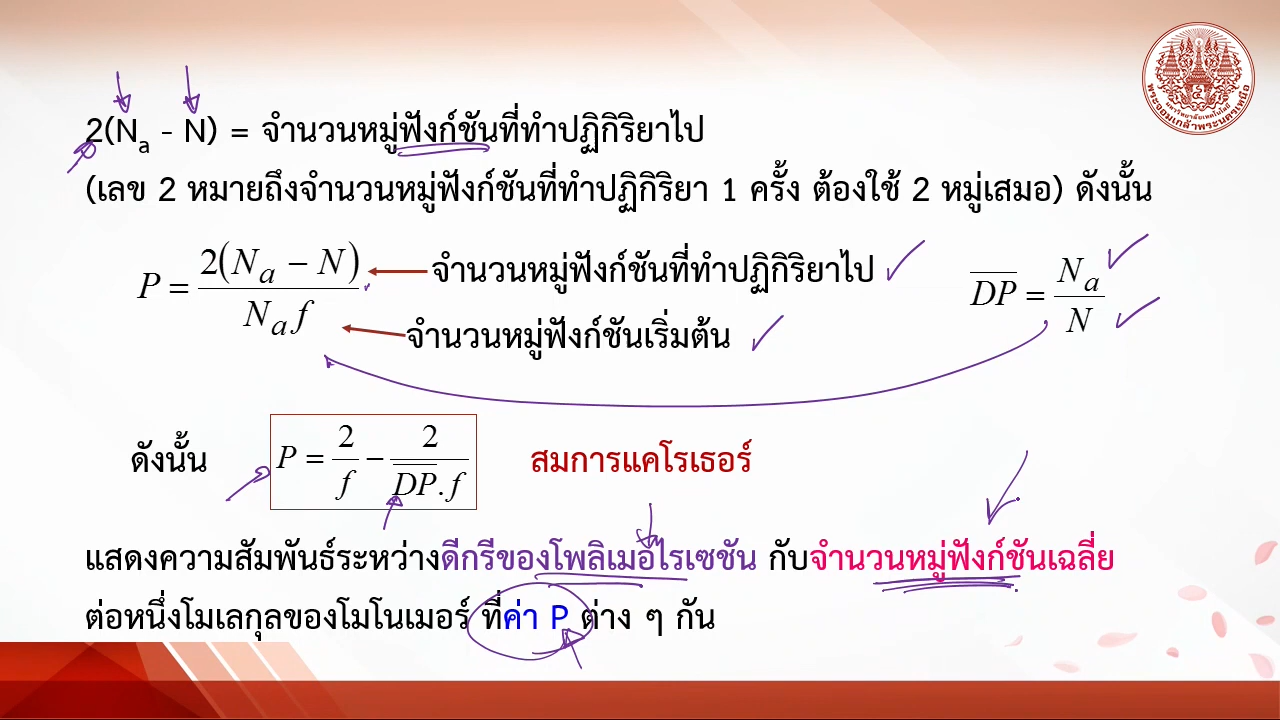 2(Nₐ - N) = จำนวนหมู่ฟังก์ชันที่ทำปฏิกิริยาไป
(เลข 2 หมายถึงจำนวนหมู่ฟังก์ชันที่ทำปฏิกิริยา 1 ครั้ง ต้องใช้ 2 หมู่เสมอ) ดังนั้น
P = 2(Nₐ − N) / Nₐ f
จำนวนหมู่ฟังก์ชันที่ทำปฏิกิริยาไป
จำนวนหมู่ฟังก์ชันเริ่มต้น
D̅P̅ = Nₐ / N
ดังนั้น P = 2/f − 2/(D̅P̅.f) สมการแคโรเธอร์
แสดงความสัมพันธ์ระหว่างดีกรีของโพลิเมอไรเซชัน กับจำนวนหมู่ฟังก์ชันเฉลี่ย
ต่อหนึ่งโมเลกุลของโมโนเมอร์ ที่ค่า P ต่าง ๆ กัน